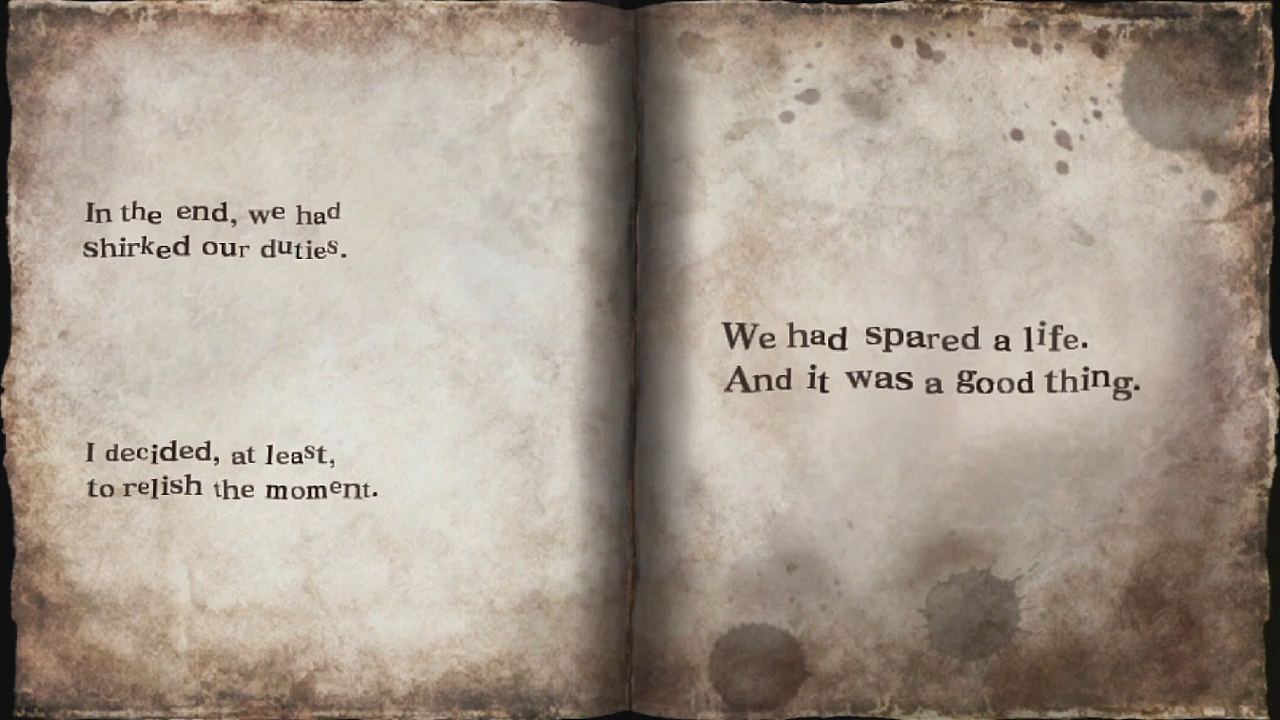 In the end, we had
shirked our duties.
I decided, at least,
to relish the moment.
We had spared a life.
And it was a good thing.